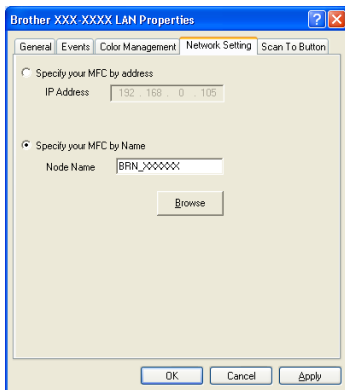 Brother XXX-XXXX LAN Properties
General Events Color Management Network Setting Scan To Button
Specify your MFC by address
IP Address 192 . 168 . 0 . 105
Specify your MFC by Name
Node Name BRN_XXXXXX
Browse
OK Cancel Apply